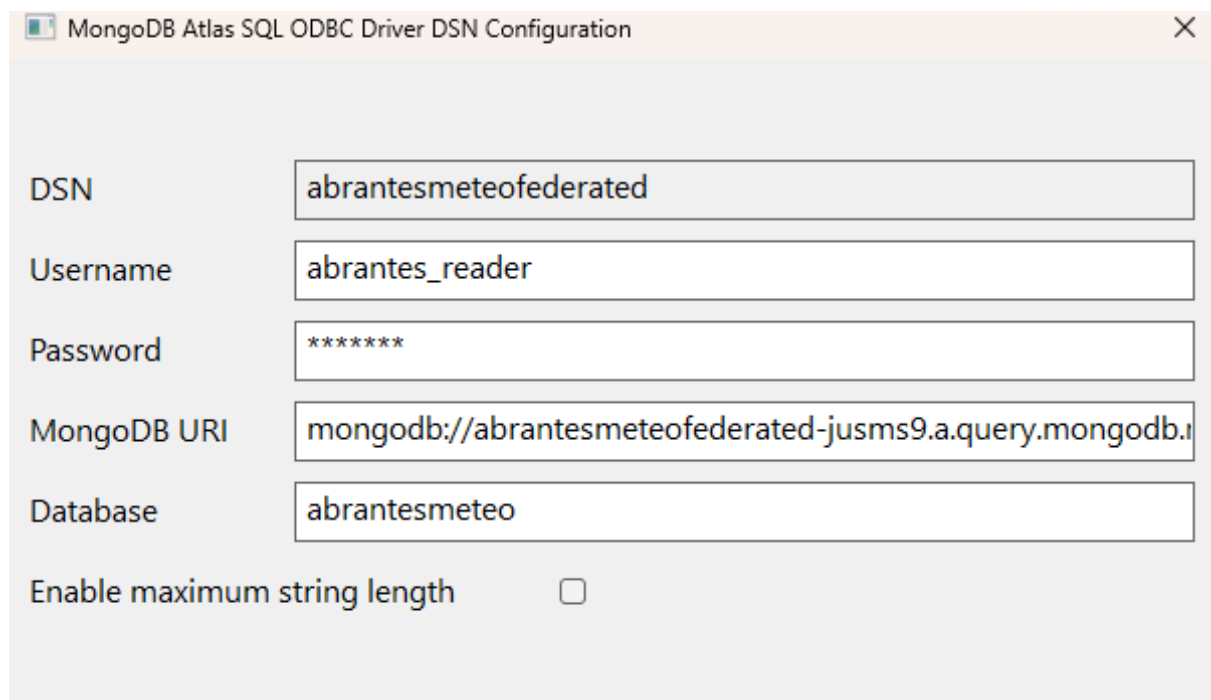 MongoDB Atlas SQL ODBC Driver DSN Configuration
DSN abrantesmeteofederated
Username abrantes_reader
Password *******
MongoDB URI mongodb://abrantesmeteofederated-jusms9.a.query.mongodb.
Database abrantesmeteo
Enable maximum string length